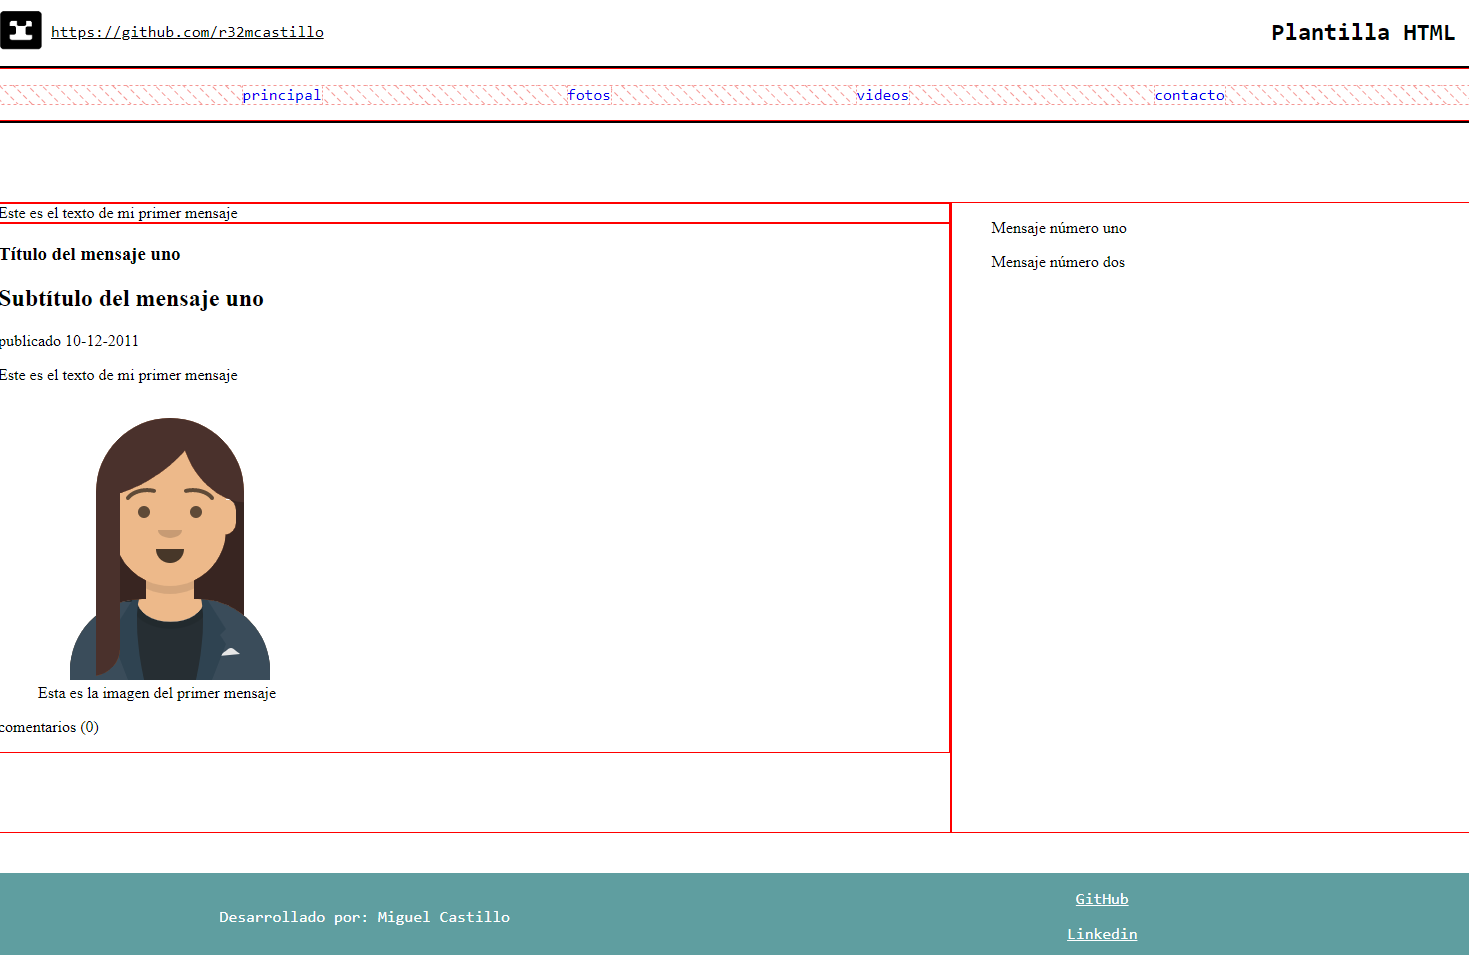 https://github.com/r32mcastillo
Plantilla HTML
principal fotos videos contacto
Este es el texto de mi primer mensaje
Título del mensaje uno
Subtítulo del mensaje uno
publicado 10-12-2011
Este es el texto de mi primer mensaje
Esta es la imagen del primer mensaje
comentarios (0)
Mensaje número uno
Mensaje número dos
Desarrollado por: Miguel Castillo
GitHub
Linkedin